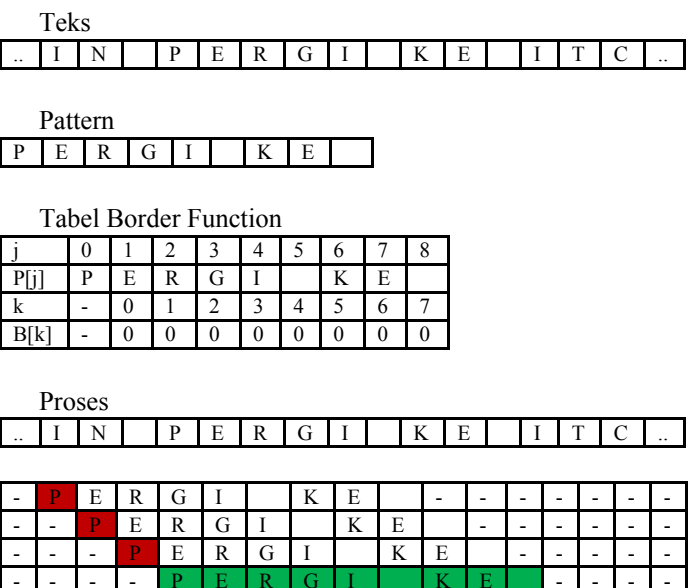 Teks
.. I N P E R G I K E I T C ..
Pattern
P E R G I K E
Tabel Border Function
j 0 1 2 3 4 5 6 7 8
P[j] P E R G I K E
k - 0 1 2 3 4 5 6 7
B[k] - 0 0 0 0 0 0 0 0
Proses
.. I N P E R G I K E I T C ..
- P E R G I K E - - - - - -
- - P E R G I K E - - - - -
- - - P E R G I K E - - - -
- - - - P E R G I K E - - -